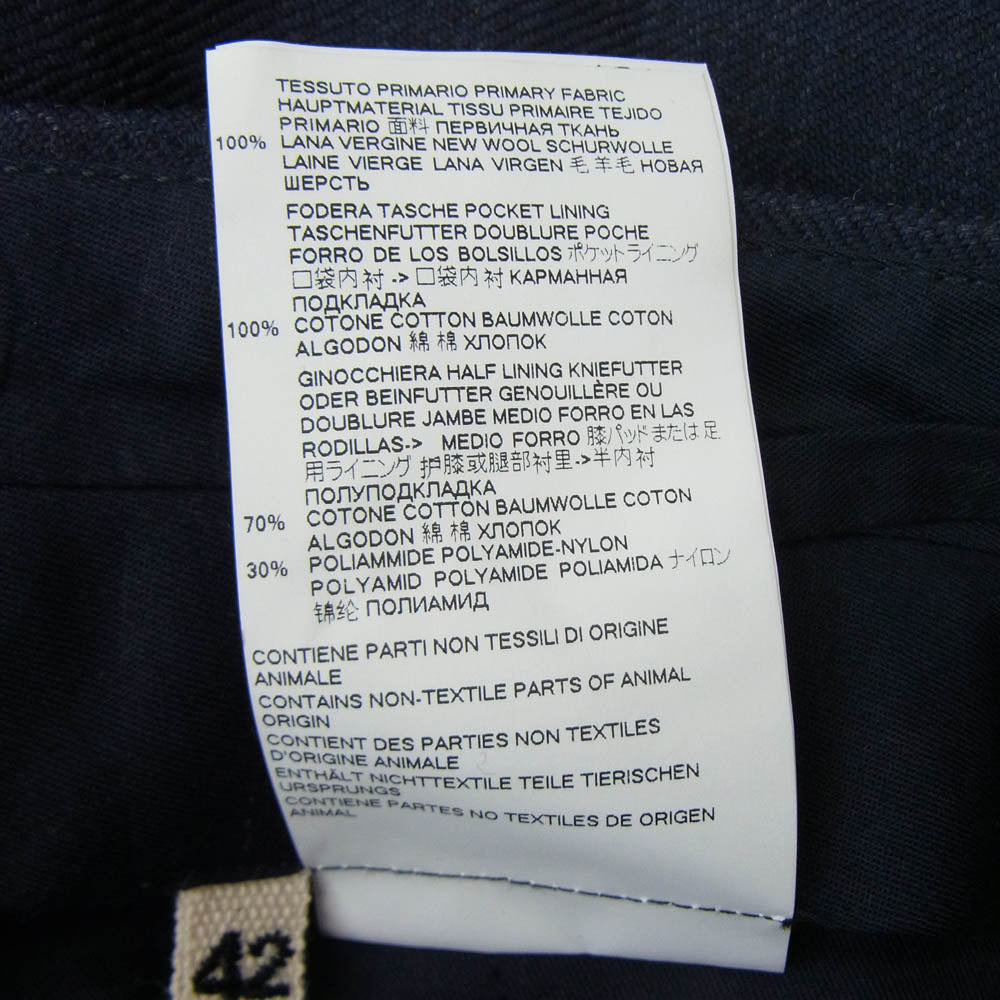 TESSUTO PRIMARIO PRIMARY FABRIC
HAUPTMATERIAL TISSU PRIMAIRE TEJIDO
PRIMARIO 面料 ПЕРВИЧНАЯ ТКАНЬ
100% LANA VERGINE NEW WOOL SCHURWOLLE
LAINE VIERGE LANA VIRGEN 毛 羊毛 НОВАЯ
ШЕРСТЬ
FODERA TASCHE POCKET LINING
TASCHENFUTTER DOUBLURE POCHE
FORRO DE LOS BOLSILLOS ポケットライニング
口袋内衬 -> 口袋内衬 КАРМАННАЯ
ПОДКЛАДКА
100% COTONE COTTON BAUMWOLLE COTON
ALGODON 綿 棉 ХЛОПОК
GINOCCHIERA HALF LINING KNIEFUTTER
ODER BEINFUTTER GENOUILLÈRE OU
DOUBLURE JAMBE MEDIO FORRO EN LAS
RODILLAS-> MEDIO FORRO 膝パッド または 足
用ライニング 护膝或腿部衬里->半内衬
ПОЛУПОДКЛАДКА
70% COTONE COTTON BAUMWOLLE COTON
ALGODON 綿 棉 ХЛОПОК
30% POLIAMMIDE POLYAMIDE-NYLON
POLYAMID POLYAMIDE POLIAMIDA ナイロン
锦纶 ПОЛИАМИД
CONTIENE PARTI NON TESSILI DI ORIGINE
ANIMALE
CONTAINS NON-TEXTILE PARTS OF ANIMAL
ORIGIN
CONTIENT DES PARTIES NON TEXTILES
D'ORIGINE ANIMALE
ENTHÄLT NICHTTEXTILE TEILE TIERISCHEN
URSPRUNGS
CONTIENE PARTES NO TEXTILES DE ORIGEN
ANIMAL
42